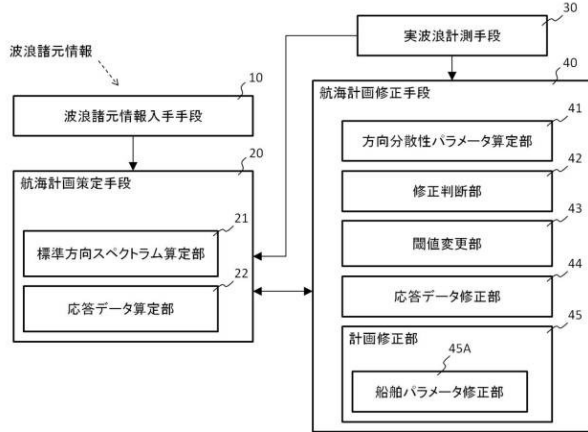 波浪諸元情報
10
波浪諸元情報入手手段
20
航海計画策定手段
21
標準方向スペクトラム算定部
22
応答データ算定部
30
実波浪計測手段
40
航海計画修正手段
41
方向分散性パラメータ算定部
42
修正判断部
43
閾値変更部
44
応答データ修正部
45
計画修正部
45A
船舶パラメータ修正部